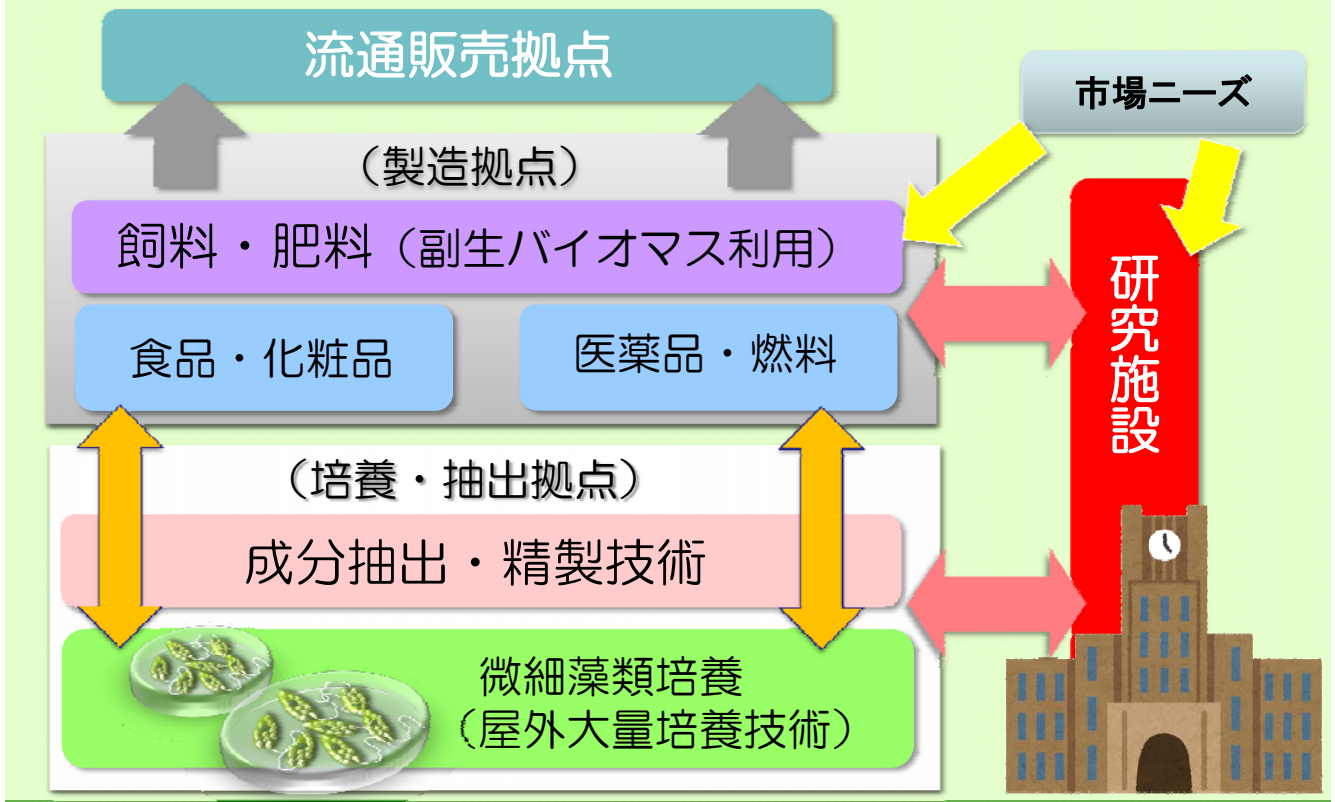 流通販売拠点
市場ニーズ
（製造拠点）
飼料・肥料（副生バイオマス利用）
食品・化粧品
医薬品・燃料
研究施設
（培養・抽出拠点）
成分抽出・精製技術
微細藻類培養
（屋外大量培養技術）